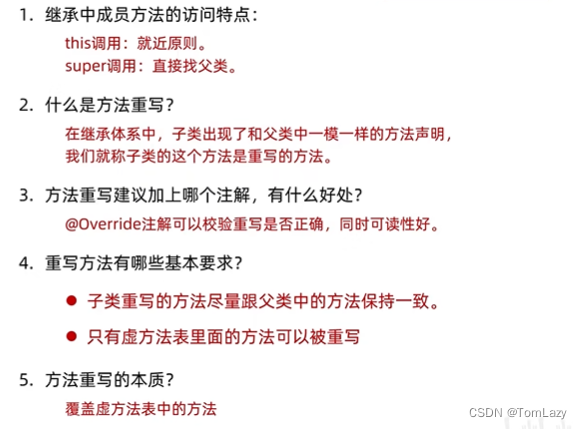 1. 继承中成员方法的访问特点：
this调用：就近原则。
super调用：直接找父类。
2. 什么是方法重写？
在继承体系中，子类出现了和父类中一模一样的方法声明，
我们就称子类的这个方法是重写的方法。
3. 方法重写建议加上哪个注解，有什么好处？
@Override注解可以校验重写是否正确，同时可读性好。
4. 重写方法有哪些基本要求？
● 子类重写的方法尽量跟父类中的方法保持一致。
● 只有虚方法表里面的方法可以被重写
5. 方法重写的本质？
覆盖虚方法表中的方法
CSDN @TomLazy